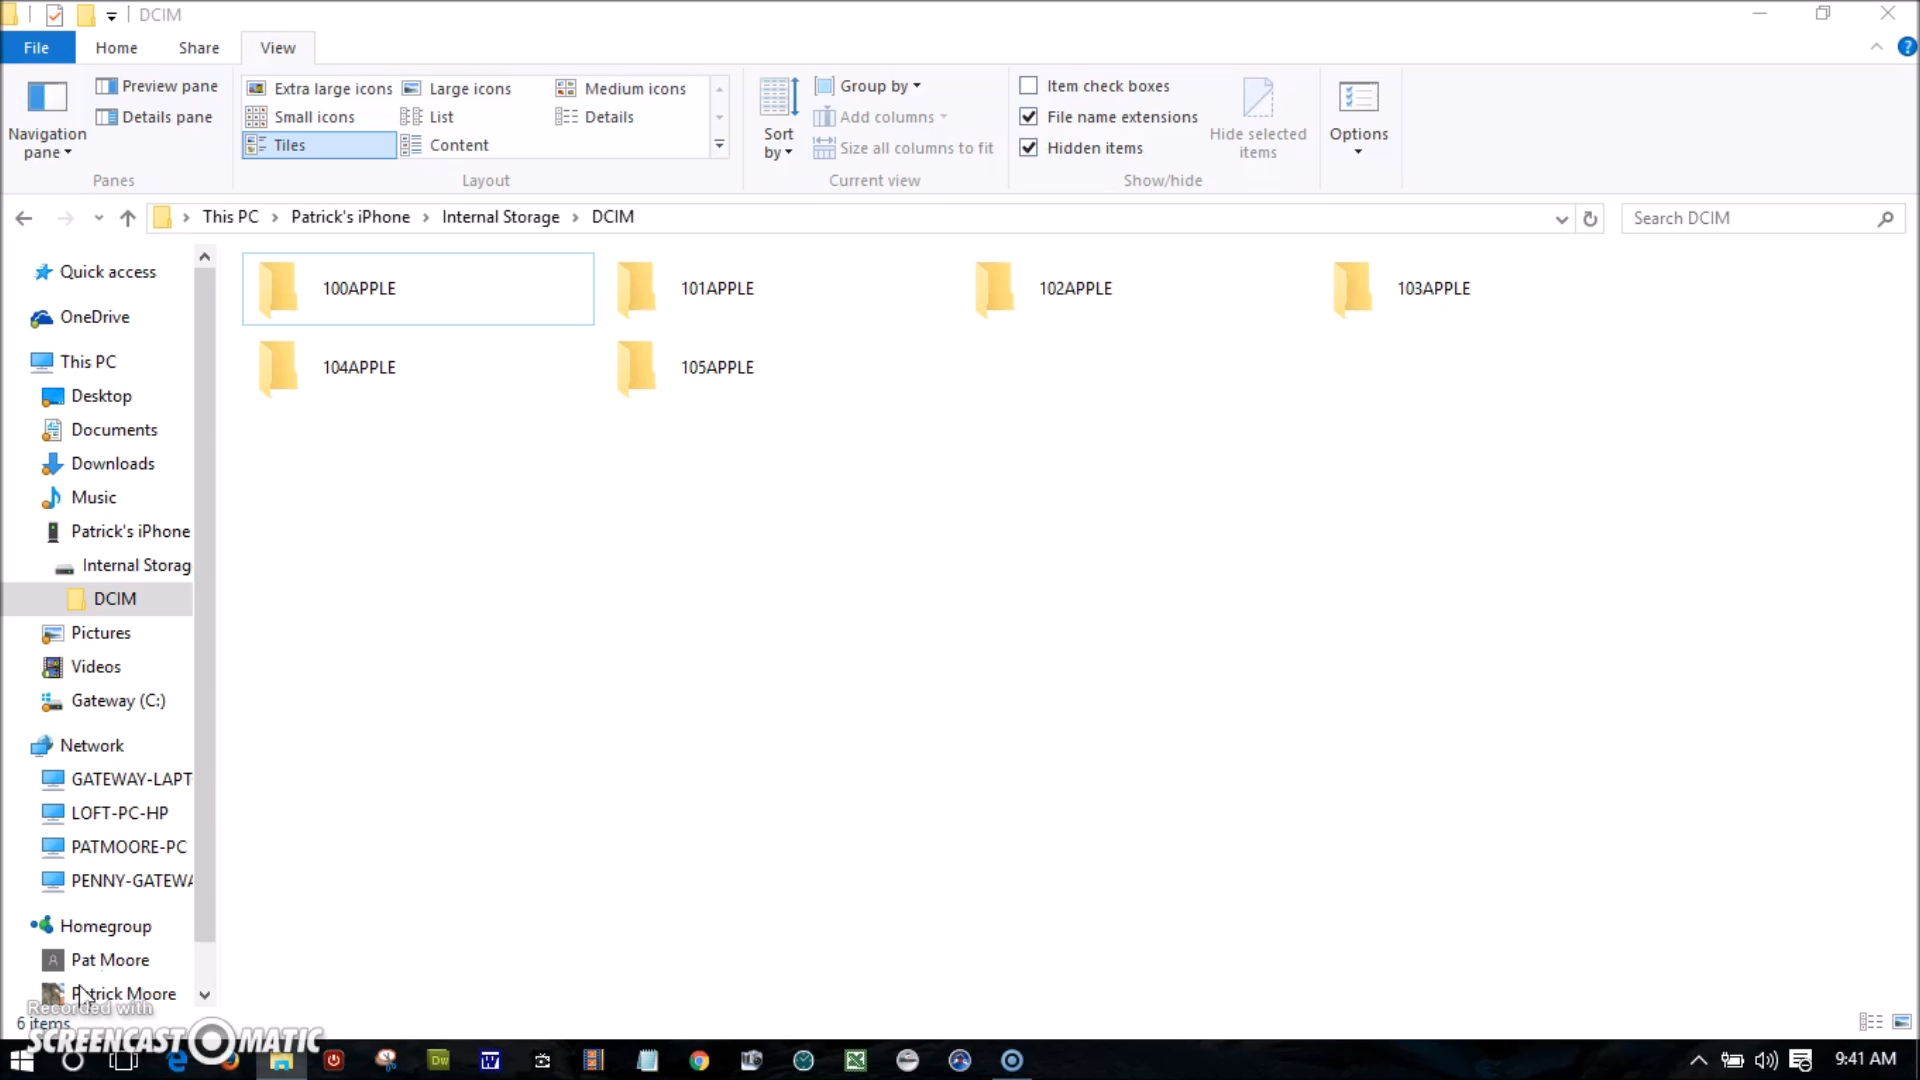 DCIM
File Home Share View
Navigation pane
Preview pane
Details pane
Panes
Extra large icons Large icons Medium icons
Small icons List Details
Tiles Content
Layout
Sort by
Group by
Add columns
Size all columns to fit
Current view
Item check boxes
File name extensions
Hidden items
Hide selected items
Show/hide
Options
This PC Patrick's iPhone Internal Storage DCIM
Search DCIM
Quick access
OneDrive
This PC
Desktop
Documents
Downloads
Music
Patrick's iPhone
Internal Storag
DCIM
Pictures
Videos
Gateway (C:)
Network
GATEWAY-LAPT
LOFT-PC-HP
PATMOORE-PC
PENNY-GATEWA
Homegroup
Pat Moore
Patrick Moore
100APPLE 101APPLE 102APPLE 103APPLE
104APPLE 105APPLE
6 items
Recorded with
SCREENCAST MATIC
Dw
9:41 AM